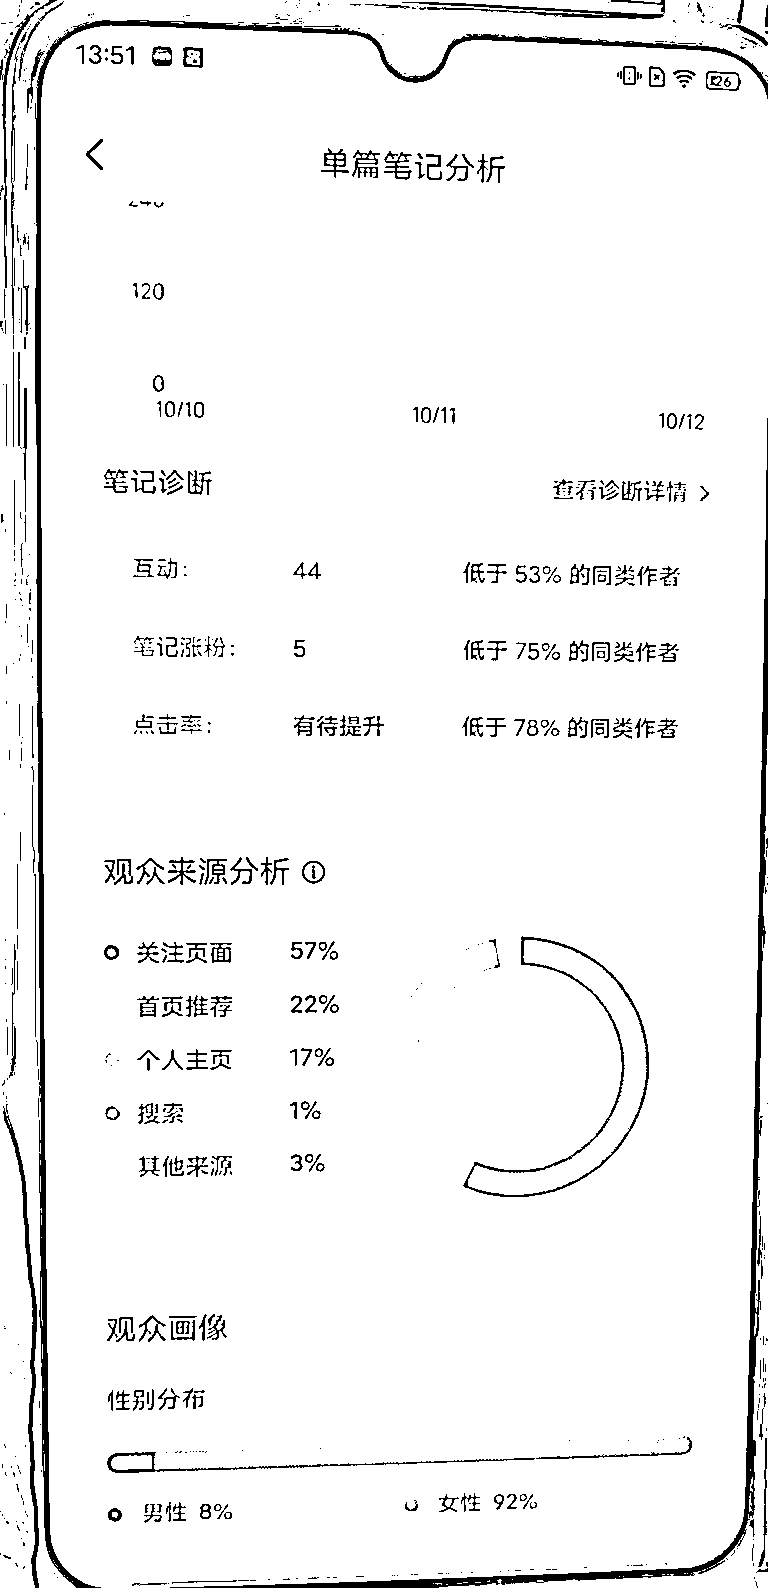 13:51
26
单篇笔记分析
240
120
0
10/10 10/11 10/12
笔记诊断 查看诊断详情 >
互动: 44 低于 53% 的同类作者
笔记涨粉: 5 低于 75% 的同类作者
点击率: 有待提升 低于 78% 的同类作者
观众来源分析
关注页面 57%
首页推荐 22%
个人主页 17%
搜索 1%
其他来源 3%
观众画像
性别分布
男性 8% 女性 92%